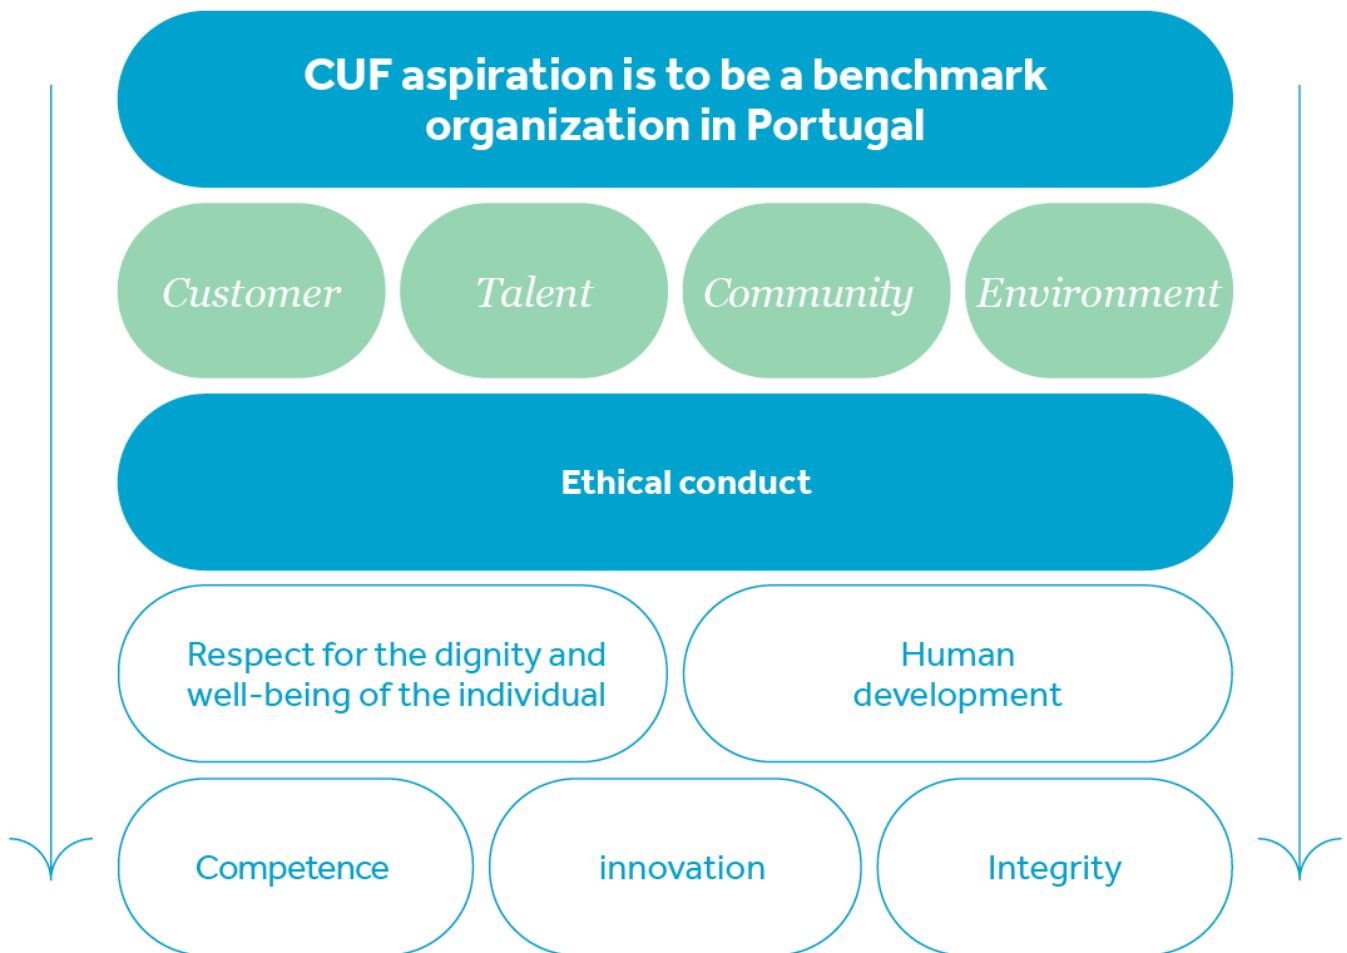 CUF aspiration is to be a benchmark
organization in Portugal
Customer
Talent
Community
Environment
Ethical conduct
Respect for the dignity and
well-being of the individual
Human
development
Competence
innovation
Integrity